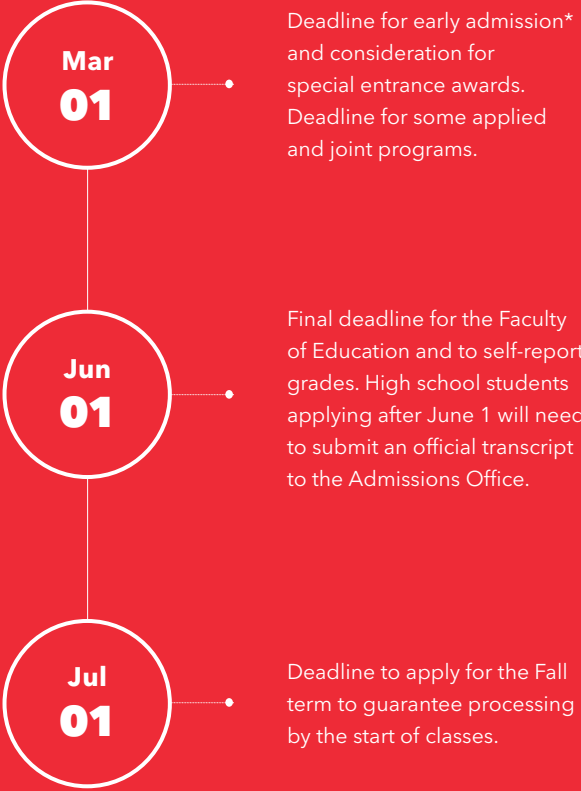 Mar
01
Deadline for early admission*
and consideration for
special entrance awards.
Deadline for some applied
and joint programs.
Jun
01
Final deadline for the Faculty
of Education and to self-report
grades. High school students
applying after June 1 will need
to submit an official transcript
to the Admissions Office.
Jul
01
Deadline to apply for the Fall
term to guarantee processing
by the start of classes.